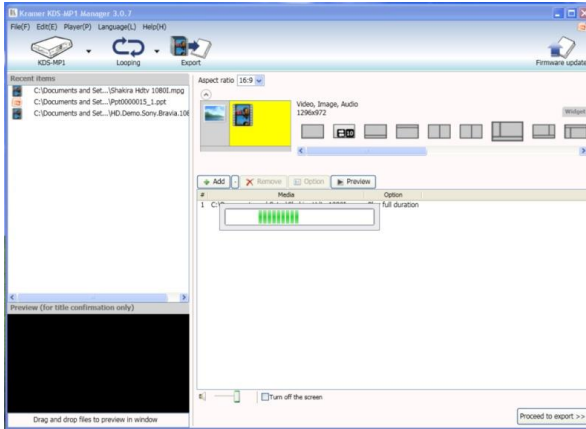 Kramer KDS-MP1 Manager 3.0.7
File(F) Edit(E) Player(P) Language(L) Help(H)
KDS-MP1
Looping
Export
Firmware update
Recent items
C:\Documents and Set...\Shakira Hdtv 1080I.mpg
C:\Documents and Set...\Ppt0000015_1.ppt
C:\Documents and Set...\HD.Demo.Sony.Bravia.108
Aspect ratio 16:9
Video, Image, Audio
1296x972
10
Widget
Add
Remove
Option
Preview
# Media Option
1 full duration
Preview (for title confirmation only)
Drag and drop files to preview in window
Turn off the screen
Proceed to export >>